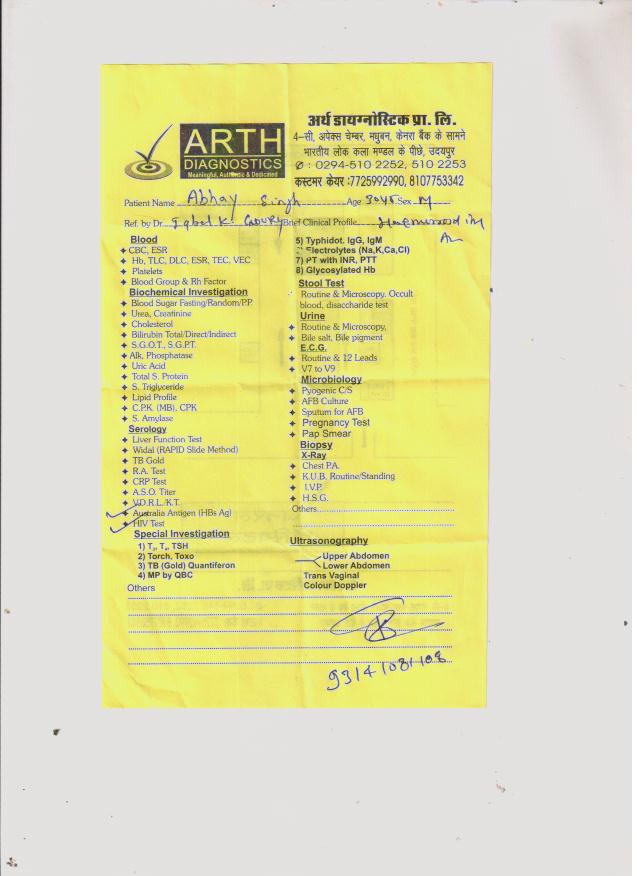 ARTH
DIAGNOSTICS
Meaningful, Authentic & Dedicated
अर्थ डायग्नोस्टिक प्रा. लि.
4-सी, अपेक्स चेम्बर, मधुबन, केनरा बैंक के सामने
भारतीय लोक कला मण्डल के पीछे, उदयपुर
✆ : 0294-510 2252, 510 2253
कस्टमर केयर :7725992990, 8107753342
Patient Name Abhay Singh Age 30 yrs Sex M
Ref. by Dr. Iqbal K. Brief Clinical Profile
Blood
CBC, ESR
Hb, TLC, DLC, ESR, TEC, VEC
Platelets
Blood Group & Rh Factor
Biochemical Investigation
Blood Sugar Fasting/Random/P.P.
Urea, Creatinine
Cholesterol
Bilirubin Total/Direct/Indirect
S.G.O.T., S.G.P.T.
Alk, Phosphatase
Uric Acid
Total S. Protein
S. Triglyceride
Lipid Profile
C.P.K. (MB), CPK
S. Amylase
Serology
Liver Function Test
Widal (RAPID Slide Method)
TB Gold
R.A. Test
CRP Test
A.S.O. Titer
V.D.R.L./K.T.
Australia Antigen (HBs Ag)
HIV Test
Special Investigation
1) T₃, T₄, TSH
2) Torch, Toxo
3) TB (Gold) Quantiferon
4) MP by QBC
Others
5) Typhidot. IgG, IgM
6) Electrolytes (Na,K,Ca,Cl)
7) PT with INR, PTT
8) Glycosylated Hb
Stool Test
Routine & Microscopy. Occult
blood, disaccharide test
Urine
Routine & Microscopy,
Bile salt, Bile pigment
E.C.G.
Routine & 12 Leads
V7 to V9
Microbiology
Pyogenic C/S
AFB Culture
Sputum for AFB
Pregnancy Test
Pap Smear
Biopsy
X-Ray
Chest P.A.
K.U.B. Routine/Standing
I.V.P.
H.S.G.
Others
Ultrasonography
Upper Abdomen
Lower Abdomen
Trans Vaginal
Colour Doppler
9314108 1108